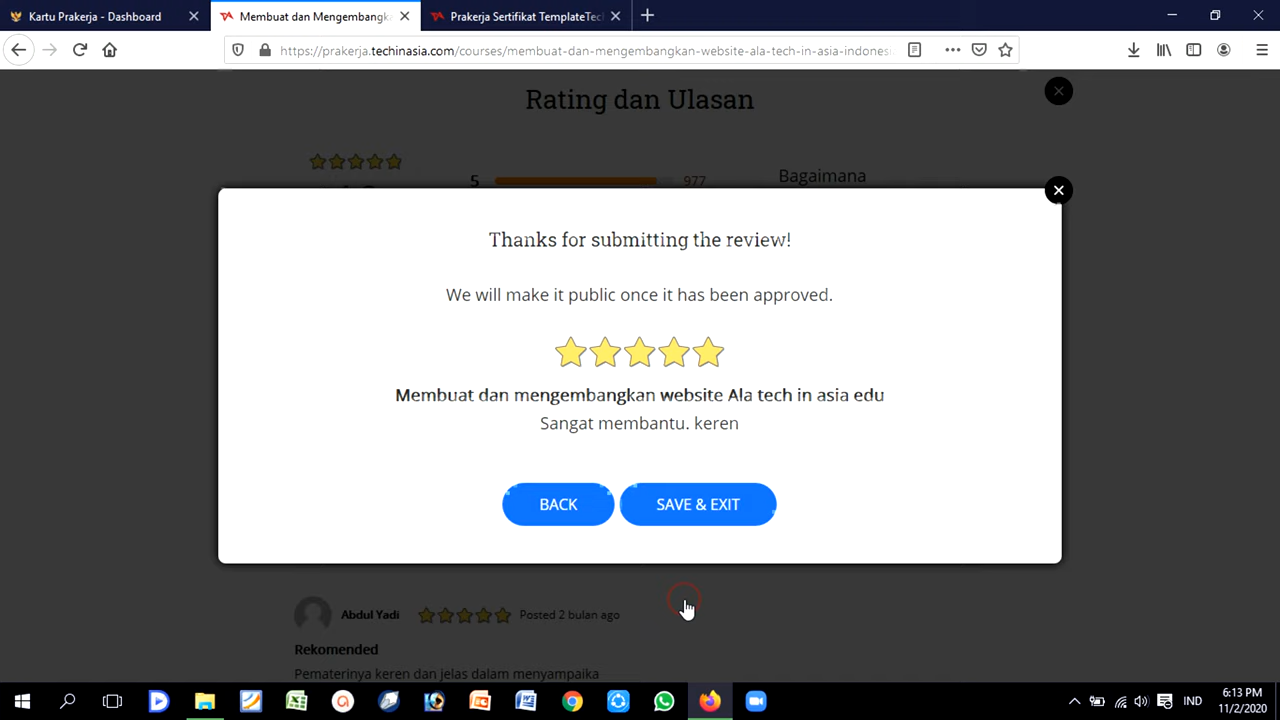 Kartu Prakerja - Dashboard
Membuat dan Mengembangka
Prakerja Sertifikat TemplateTech
https://prakerja.techinasia.com/courses/membuat-dan-mengembangkan-website-ala-tech-in-asia-indones
Rating dan Ulasan
5
977
Bagaimana
Thanks for submitting the review!
We will make it public once it has been approved.
Membuat dan mengembangkan website Ala tech in asia edu
Sangat membantu. keren
BACK
SAVE & EXIT
Abdul Yadi
Posted 2 bulan ago
Rekomended
Pematerinya keren dan jelas dalam menyampaika
IND
6:13 PM
11/2/2020